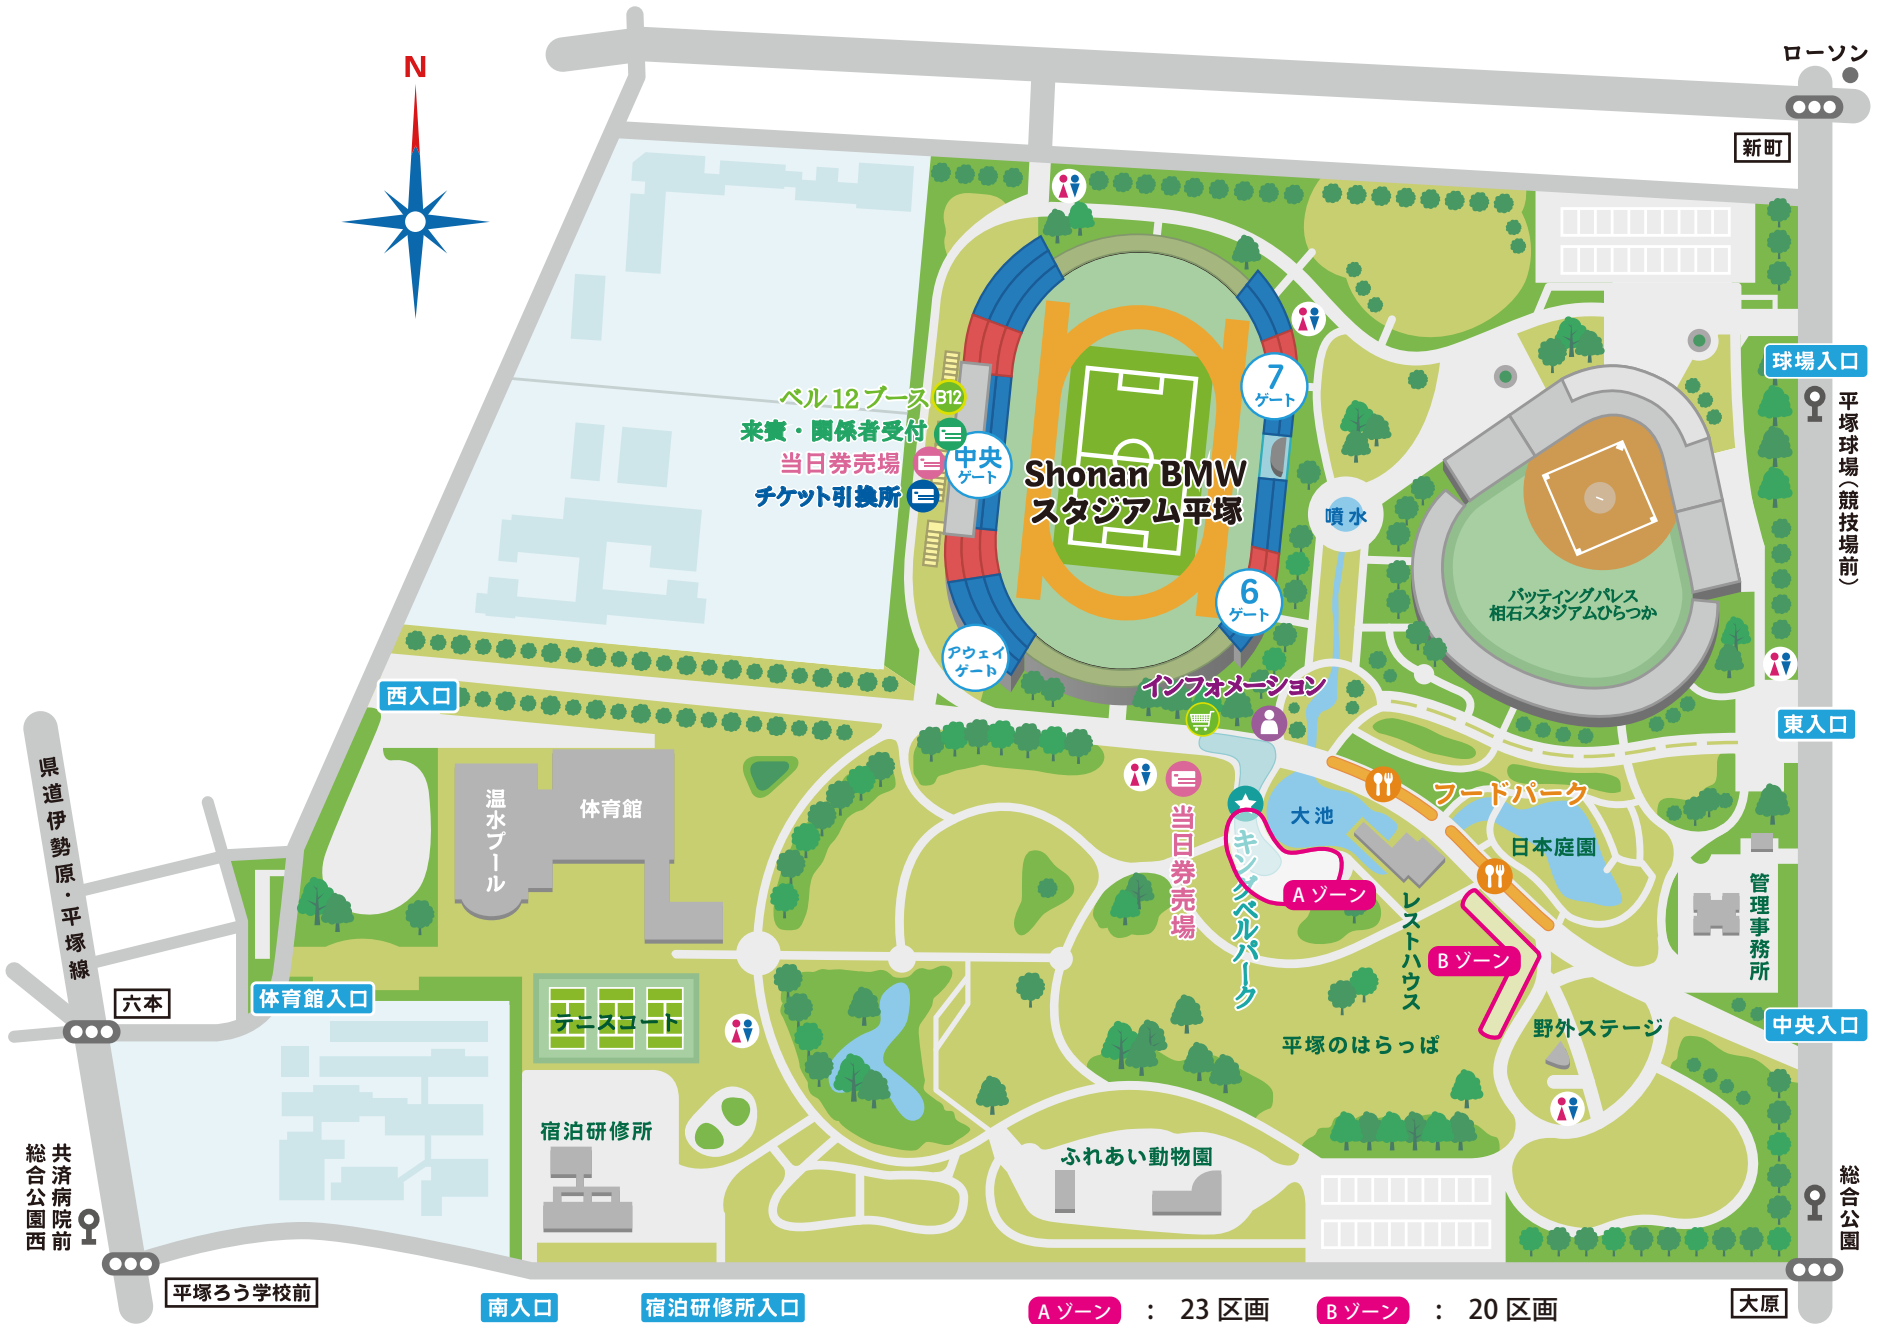 N
ローソン
新町
球場入口
平塚球場(競技場前)
7
ゲート
ベル12ブース
B12
来賓・関係者受付
当日券売場
チケット引換所
中央
ゲート
Shonan BMW
スタジアム平塚
噴水
バッティングパレス
相石スタジアムひらつか
6
ゲート
アウェイ
ゲート
インフォメーション
西入口
東入口
県道伊勢原・平塚線
温水プール
体育館
当日券売場
大池
フードパーク
日本庭園
キングベルパーク
A ゾーン
レストハウス
B ゾーン
管理事務所
体育館入口
六本
テニスコート
平塚のはらっぱ
野外ステージ
中央入口
宿泊研修所
ふれあい動物園
共済病院前
総合公園西
総合公園
平塚ろう学校前
南入口
宿泊研修所入口
A ゾーン : 23 区画
B ゾーン : 20 区画
大原